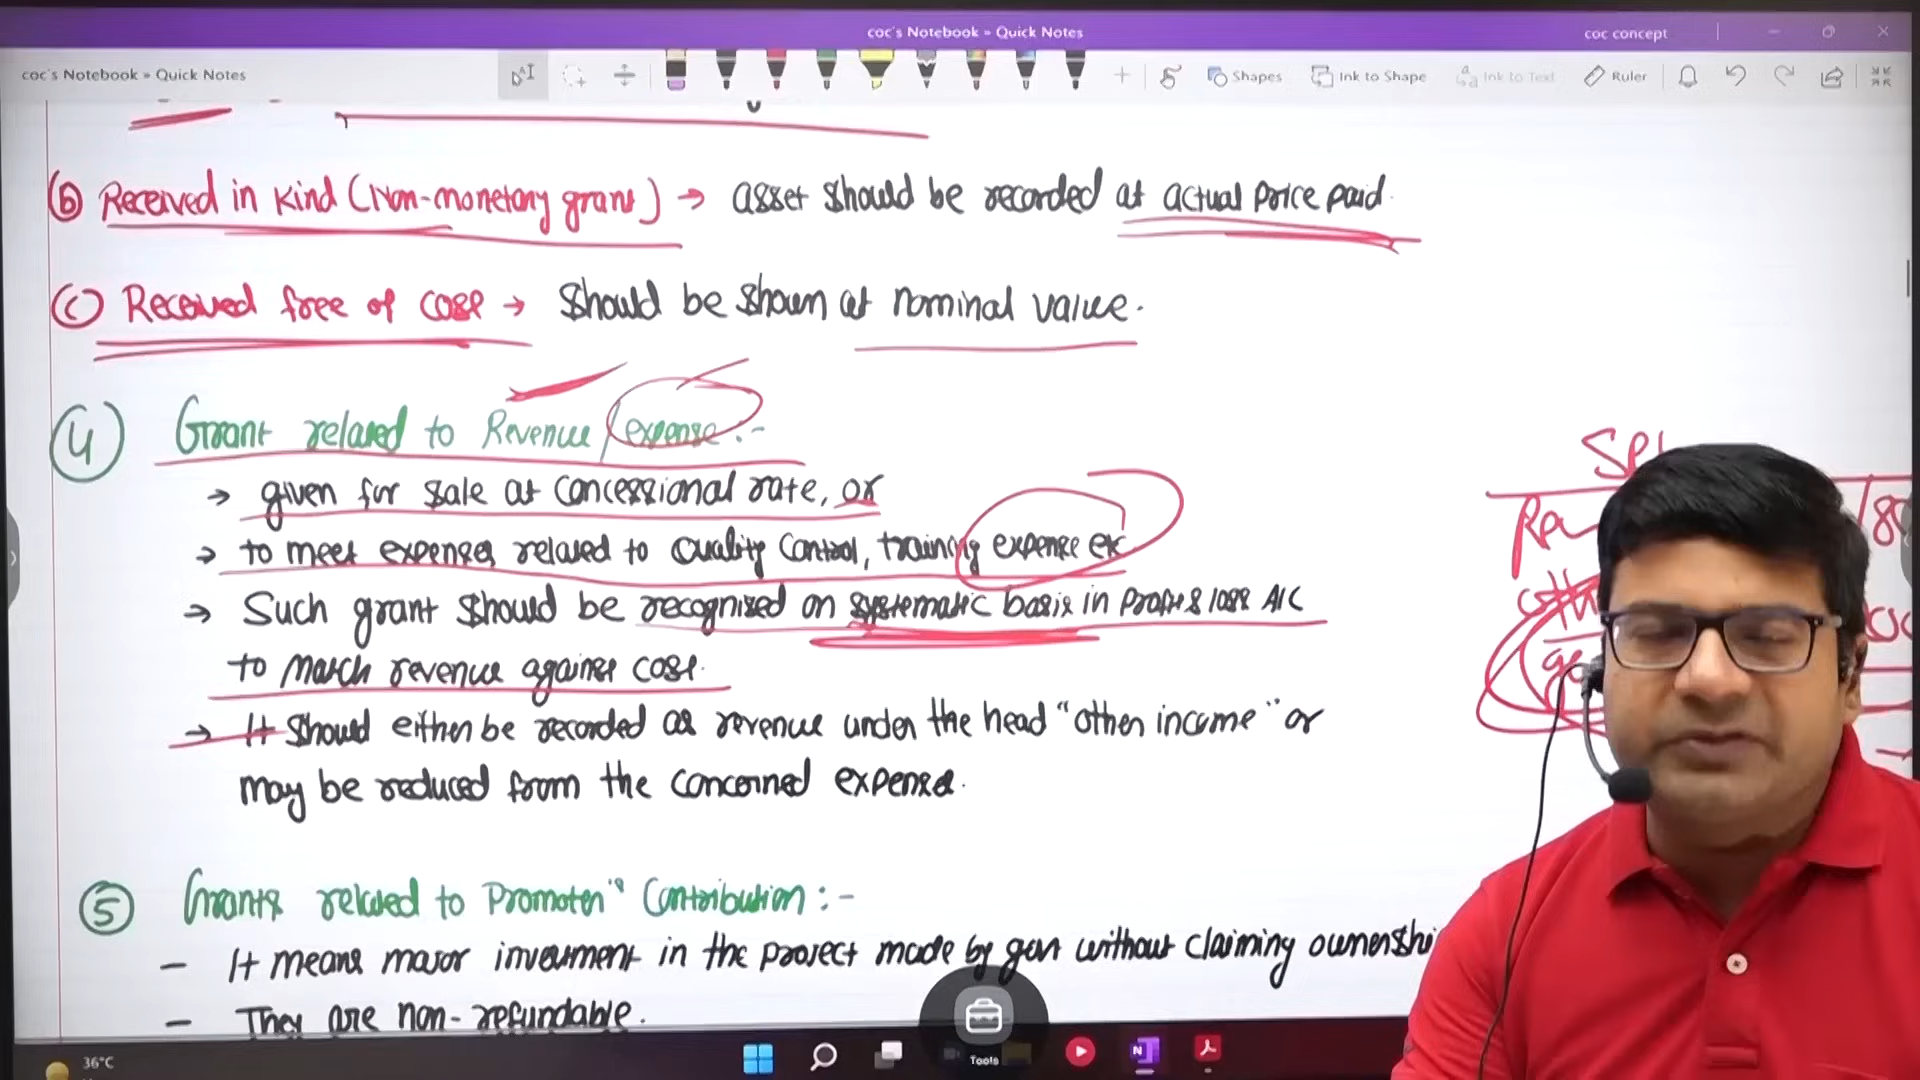 coc's Notebook » Quick Notes
coc concept
coc's Notebook » Quick Notes
Shapes
Ink to Shape
Ink to Text
Ruler
(b) Received in kind (Non-monetary grant) → asset should be recorded at actual price paid.
(c) Received free of cost → should be shown at nominal value.
(4) Grant related to Revenue/expense :-
→ given for sale at concessional rate, or
→ to meet expenses related to Quality Control, training expense etc
→ Such grant should be recognised on systematic basis in Profit & loss A/C
to match revenue against cost.
→ It should either be recorded as revenue under the head "other income" or
may be reduced from the concerned expense.
(5) Grants related to Promoter's Contribution :-
– It means major investment in the project made by govt without claiming ownershi
– They are non-refundable.
Tools
36°C